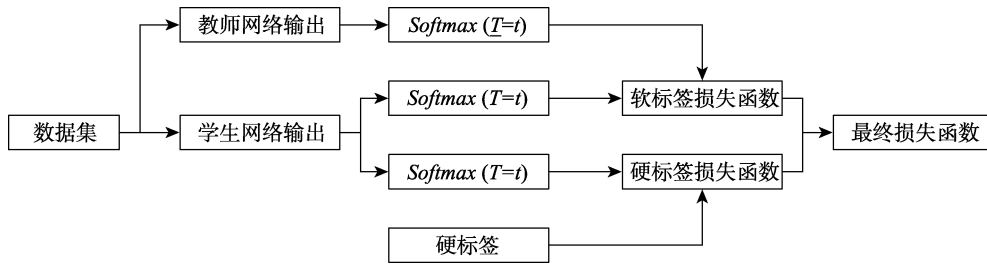 教师网络输出
Softmax (T=t)
Softmax (T=t)
软标签损失函数
数据集
学生网络输出
最终损失函数
Softmax (T=t)
硬标签损失函数
硬标签